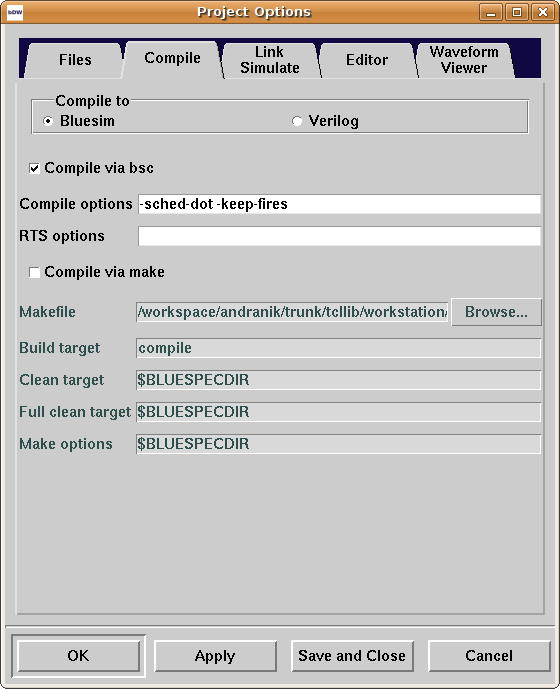 BDW Project Options
Files Compile Link Simulate Editor Waveform Viewer
Compile to
Bluesim Verilog
Compile via bsc
Compile options -sched-dot -keep-fires
RTS options
Compile via make
Makefile /workspace/andranik/trunk/tcllib/workstation/ Browse...
Build target compile
Clean target $BLUESPECDIR
Full clean target $BLUESPECDIR
Make options $BLUESPECDIR
OK Apply Save and Close Cancel